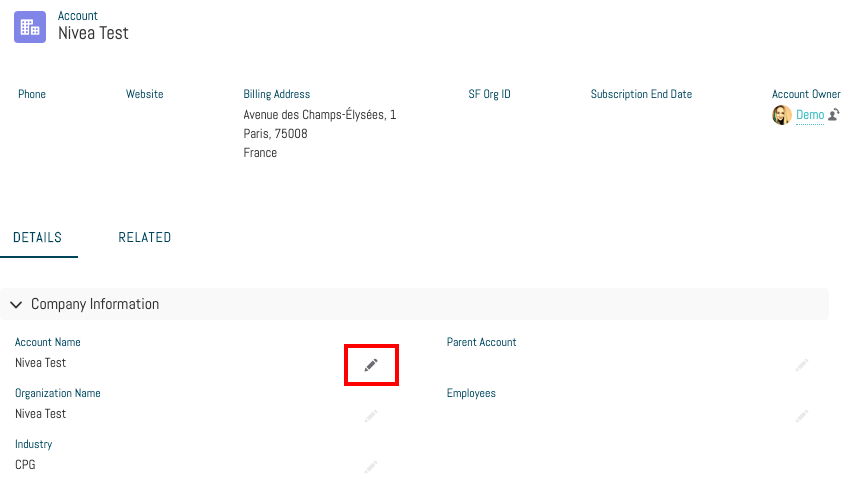 Account
Nivea Test
Phone
Website
Billing Address
SF Org ID
Subscription End Date
Account Owner
Avenue des Champs-Élysées, 1
Paris, 75008
France
Demo
DETAILS
RELATED
Company Information
Account Name
Parent Account
Nivea Test
Organization Name
Employees
Nivea Test
Industry
CPG